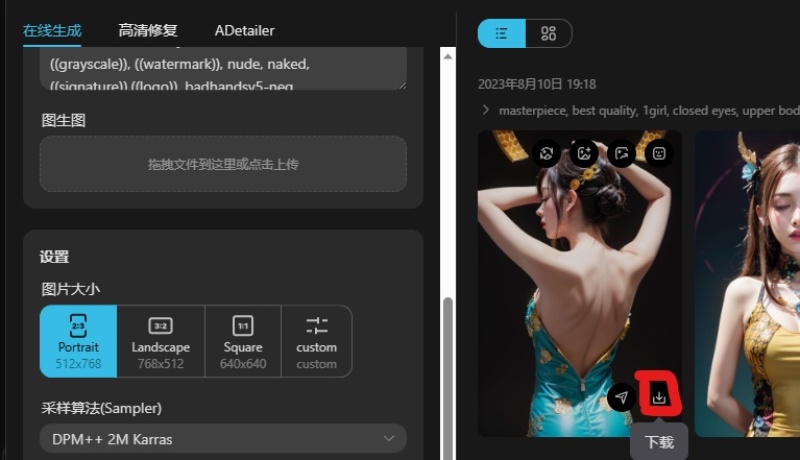 在线生成
高清修复
ADetailer
((grayscale)), ((watermark)), nude, naked,
((signature)) ((logo)), badhandsv5-neg
图生图
拖拽文件到这里或点击上传
设置
图片大小
2:3
Portrait
512x768
3:2
Landscape
768x512
1:1
Square
640x640
custom
custom
采样算法(Sampler)
DPM++ 2M Karras
2023年8月10日 19:18
masterpiece, best quality, 1girl, closed eyes, upper bod
下载